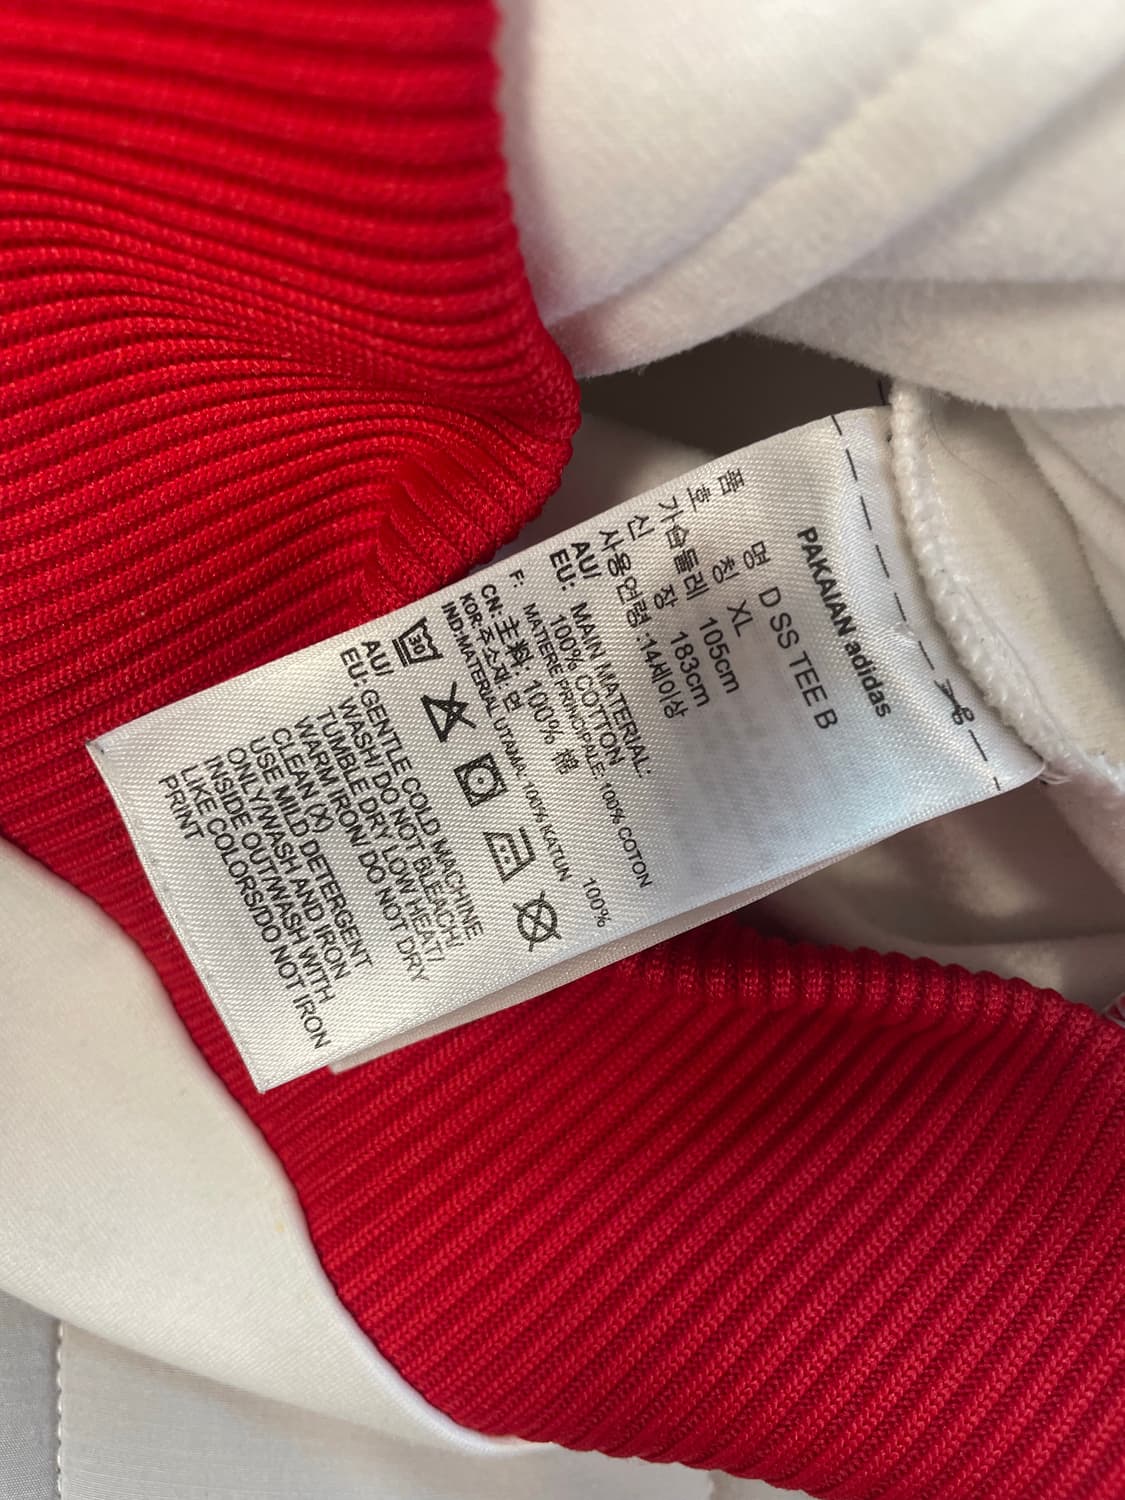 PAKAIAN adidas
품 명 D SS TEE B
호 칭 XL
가슴둘레 105cm
신 장 183cm
사용연령 :14세이상
AU/
EU: MAIN MATERIAL:
100% COTTON
F: MATIERE PRINCIPALE: 100% COTON
CN: 主料: 100% 棉
KOR: 주소재: 면 100%
IND:MATERIAL UTAMA: 100% KATUN
30
AU/
EU: GENTLE COLD MACHINE
WASH/ DO NOT BLEACH/
TUMBLE DRY LOW HEAT/
WARM IRON/ DO NOT DRY
CLEAN (X)
USE MILD DETERGENT
ONLY/WASH AND IRON
INSIDE OUT/WASH WITH
LIKE COLORS/DO NOT IRON
PRINT